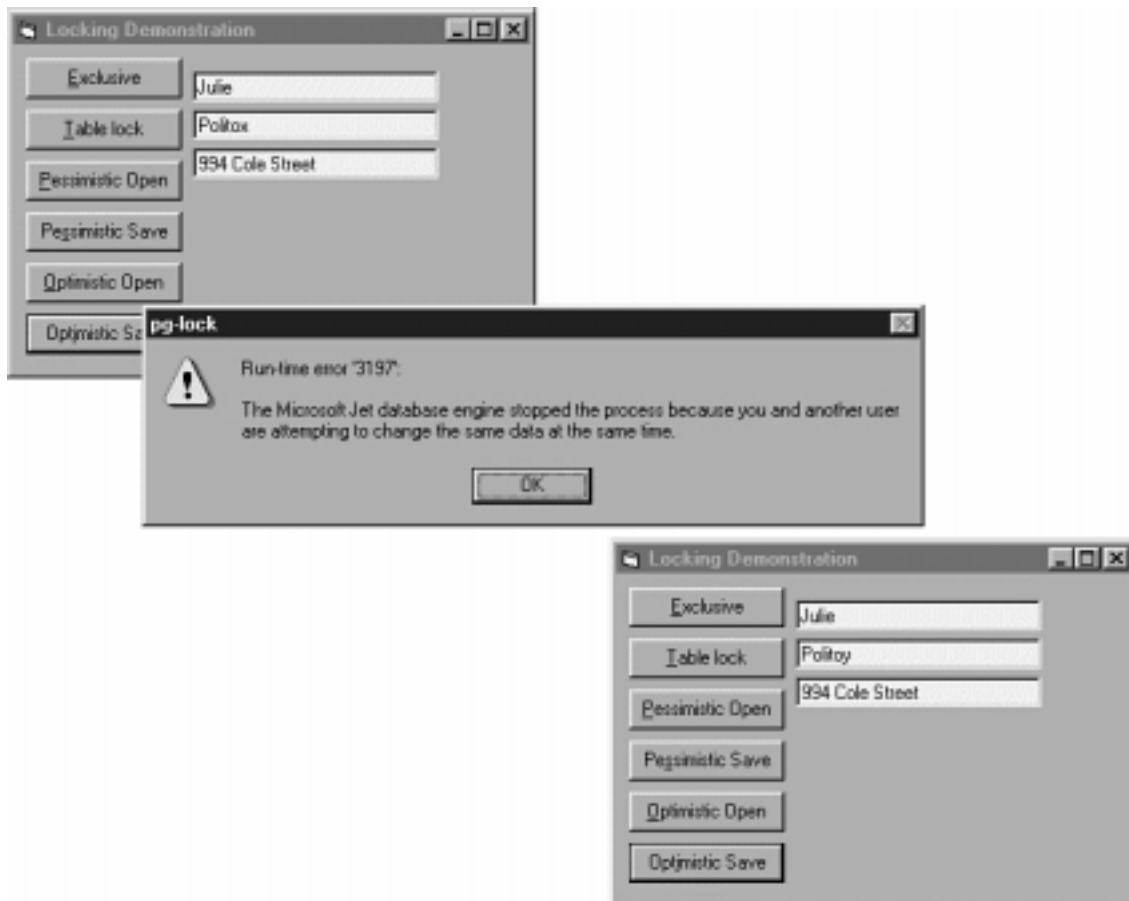 Locking Demonstration
Exclusive
Julie
Table lock
Politox
994 Cole Street
Pessimistic Open
Pessimistic Save
Optimistic Open
Optimistic Sa
pg-lock
Run-time error '3197':
The Microsoft Jet database engine stopped the process because you and another user
are attempting to change the same data at the same time.
OK
Locking Demonstration
Exclusive
Julie
Table lock
Politoy
994 Cole Street
Pessimistic Open
Pessimistic Save
Optimistic Open
Optimistic Save